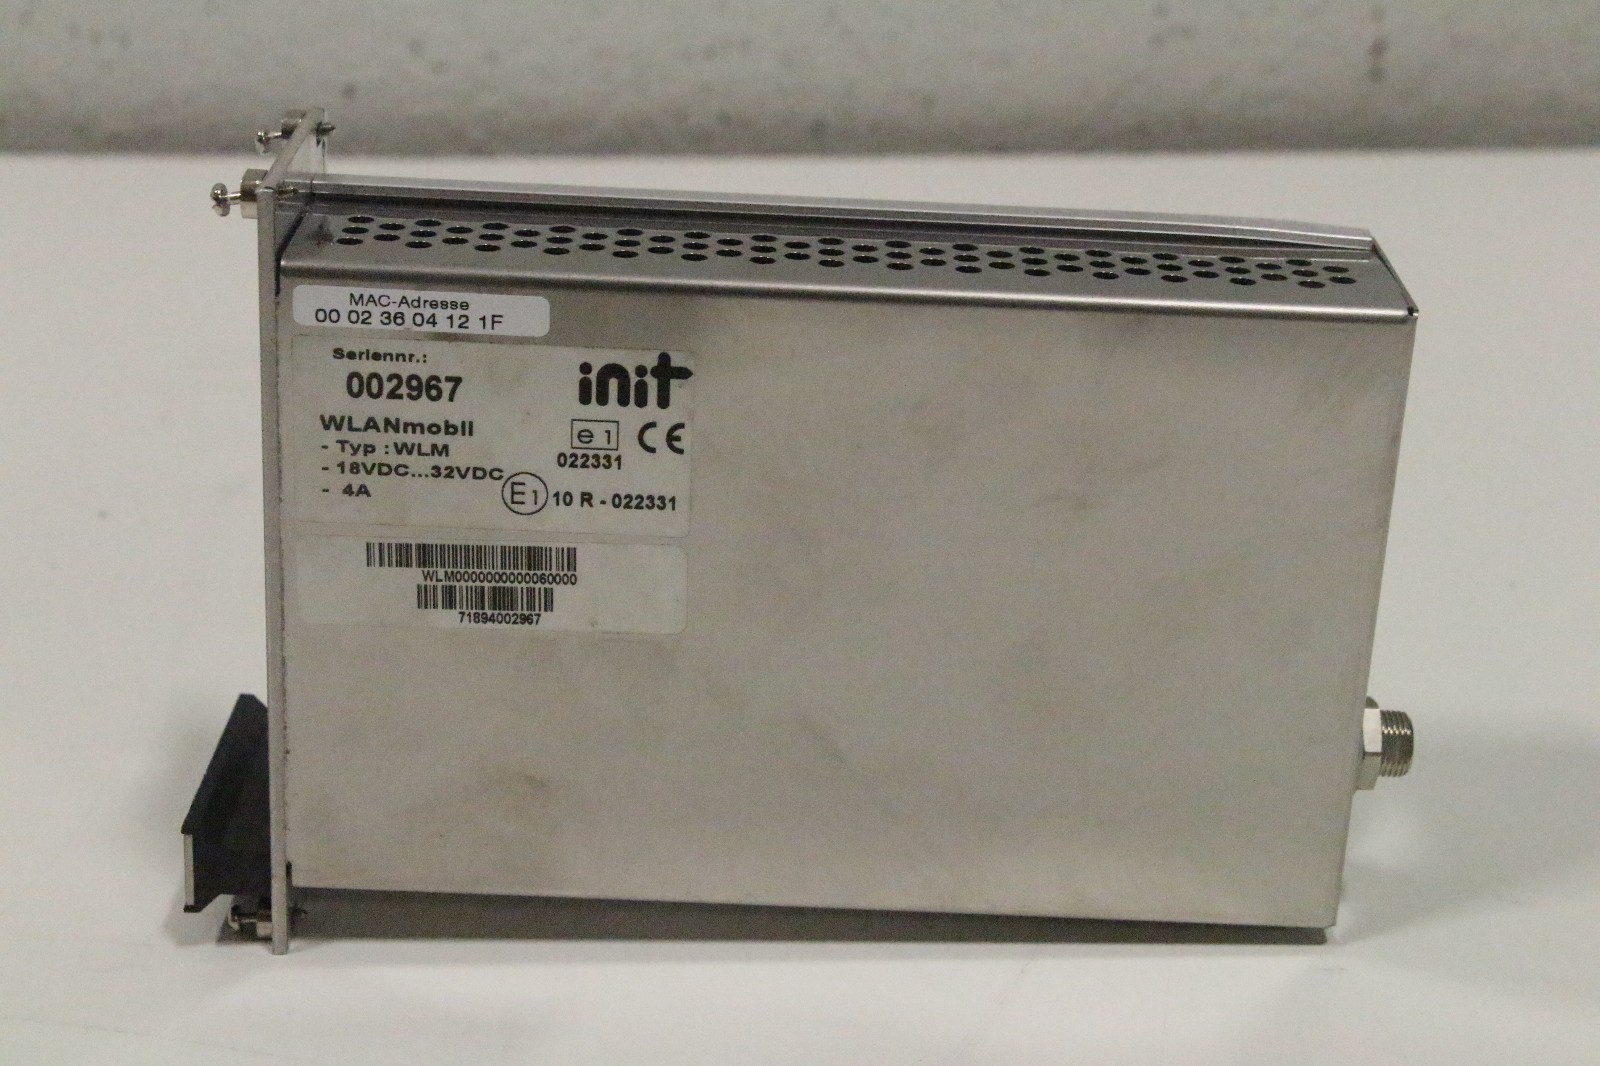 MAC-Adresse
00 02 36 04 12 1F
Seriennr.:
002967
init
WLANmobil
- Typ : WLM
- 18VDC...32VDC
- 4A
e 1
CE
022331
E1
10 R - 022331
WLM0000000000060000
71894002967